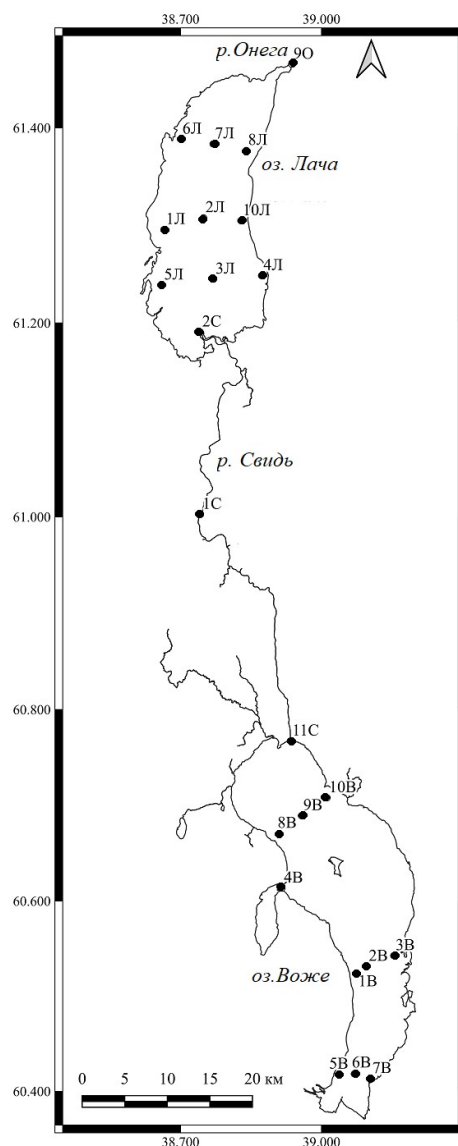 38.700 39.000
р.Онега 9О
61.400
6Л 7Л 8Л
оз. Лача
1Л 2Л 10Л
5Л 3Л 4Л
61.200
2С
р. Свидь
1С
61.000
60.800
11С
10В
9В
8В
4В
60.600
3В
2В
1В
оз.Воже
5В 6В 7В
60.400
0 5 10 15 20 км
38.700 39.000